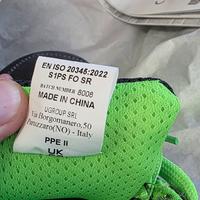 EN ISO 20345:2022
S1PS FO SR
BATCH NUMBER 8008
MADE IN CHINA
UGROUP SRL
Via Borgomanero, 50
Paruzzaro(NO) - Italy
PPE II
UK